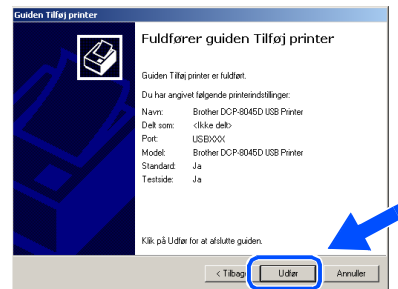 Guiden Tilføj printer
Fuldfører guiden Tilføj printer
Guiden Tilføj printer er fuldført.
Du har angivet følgende printerindstillinger:
Navn: Brother DCP-8045D USB Printer
Delt som: <Ikke delt>
Port: USBXXX
Model: Brother DCP-8045D USB Printer
Standard: Ja
Testside: Ja
Klik på Udfør for at afslutte guiden.
< Tilbag Udfør Annuller